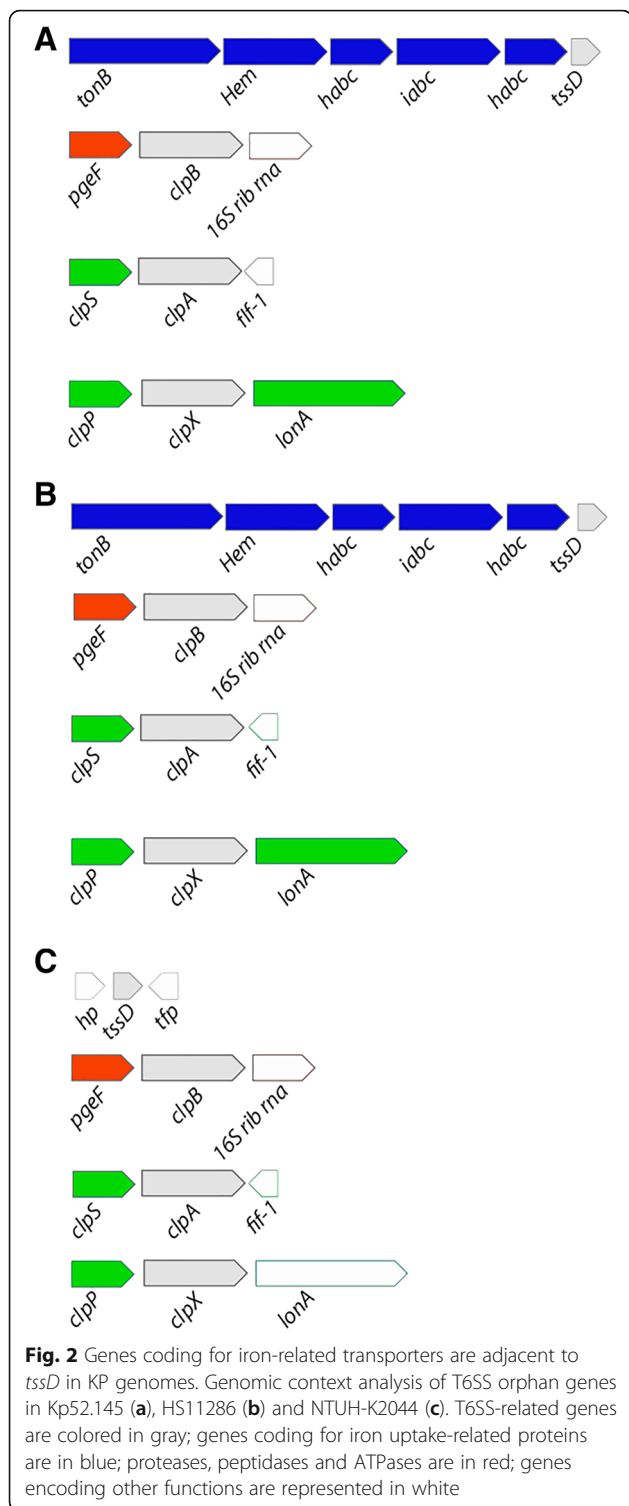 A
tonB Hem habc iabc habc tssD
pgeF clpB 16S rib rna
clpS clpA flf-1
clpP clpX lonA
B
tonB Hem habc iabc habc tssD
pgeF clpB 16S rib rna
clpS clpA fif-1
clpP clpX lonA
C
hp tssD tfp
pgeF clpB 16S rib rna
clpS clpA fif-1
clpP clpX lonA
Fig. 2 Genes coding for iron-related transporters are adjacent to
tssD in KP genomes. Genomic context analysis of T6SS orphan genes
in Kp52.145 (a), HS11286 (b) and NTUH-K2044 (c). T6SS-related genes
are colored in gray; genes coding for iron uptake-related proteins
are in blue; proteases, peptidases and ATPases are in red; genes
encoding other functions are represented in white